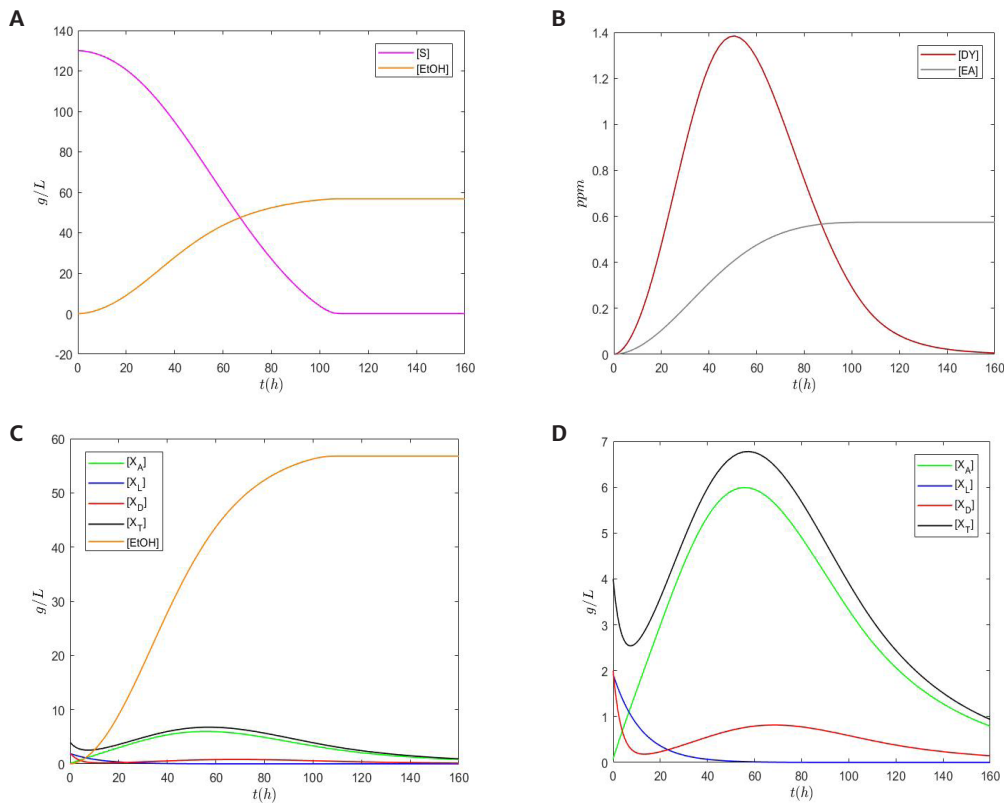 A
140
120
100
80
60
40
20
0
-20
g/L
0 20 40 60 80 100 120 140 160
t(h)
[S]
[EtOH]
B
1.4
1.2
1
0.8
0.6
0.4
0.2
0
ppm
0 20 40 60 80 100 120 140 160
t(h)
[DY]
[EA]
C
60
50
40
30
20
10
0
g/L
0 20 40 60 80 100 120 140 160
t(h)
[X_A]
[X_L]
[X_D]
[X_T]
[EtOH]
D
7
6
5
4
3
2
1
0
g/L
0 20 40 60 80 100 120 140 160
t(h)
[X_A]
[X_L]
[X_D]
[X_T]